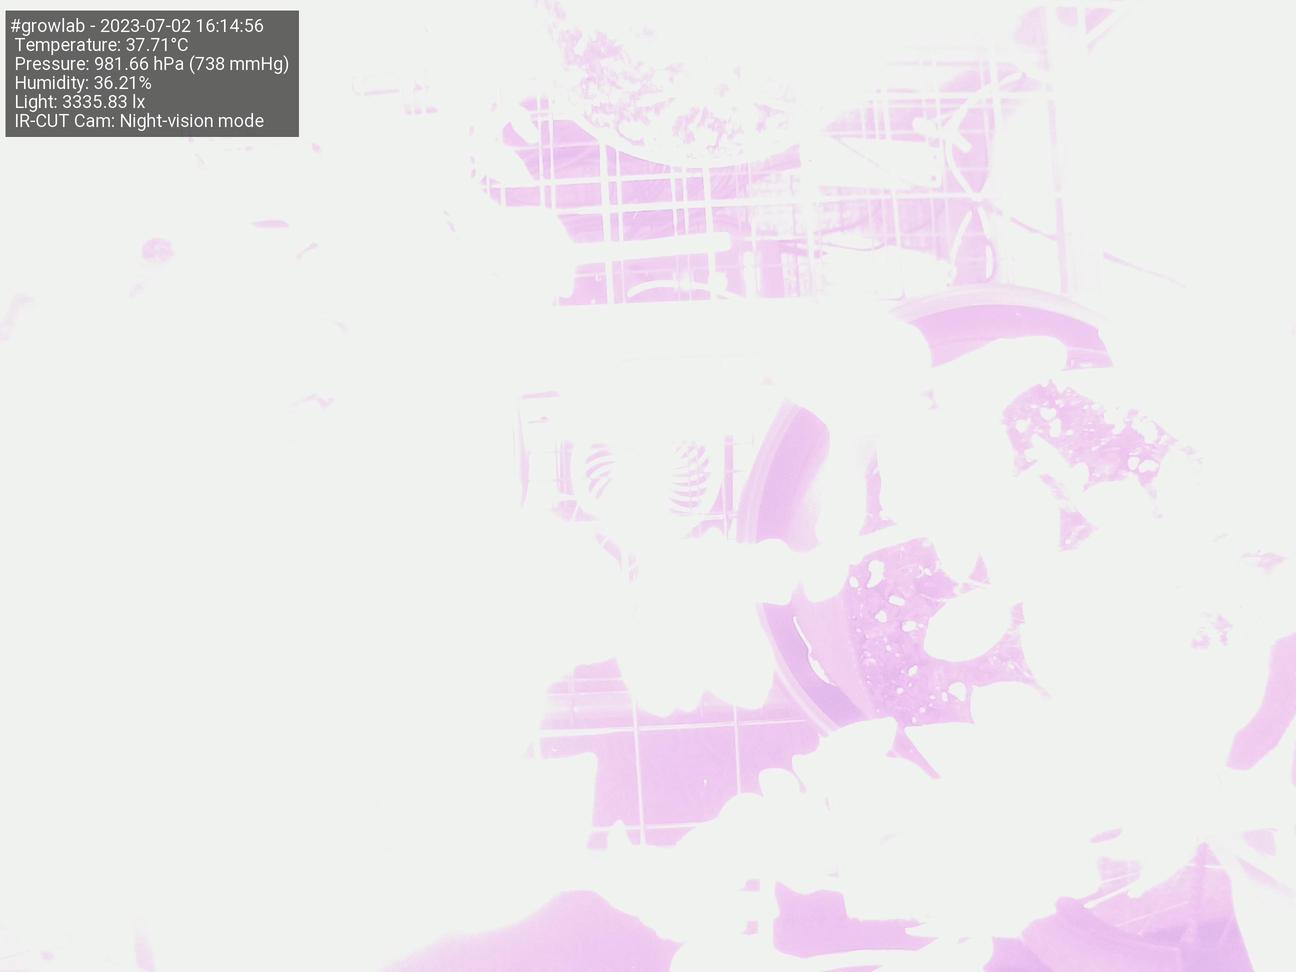 #growlab - 2023-07-02 16:14:56
Temperature: 37.71°C
Pressure: 981.66 hPa (738 mmHg)
Humidity: 36.21%
Light: 3335.83 lx
IR-CUT Cam: Night-vision mode